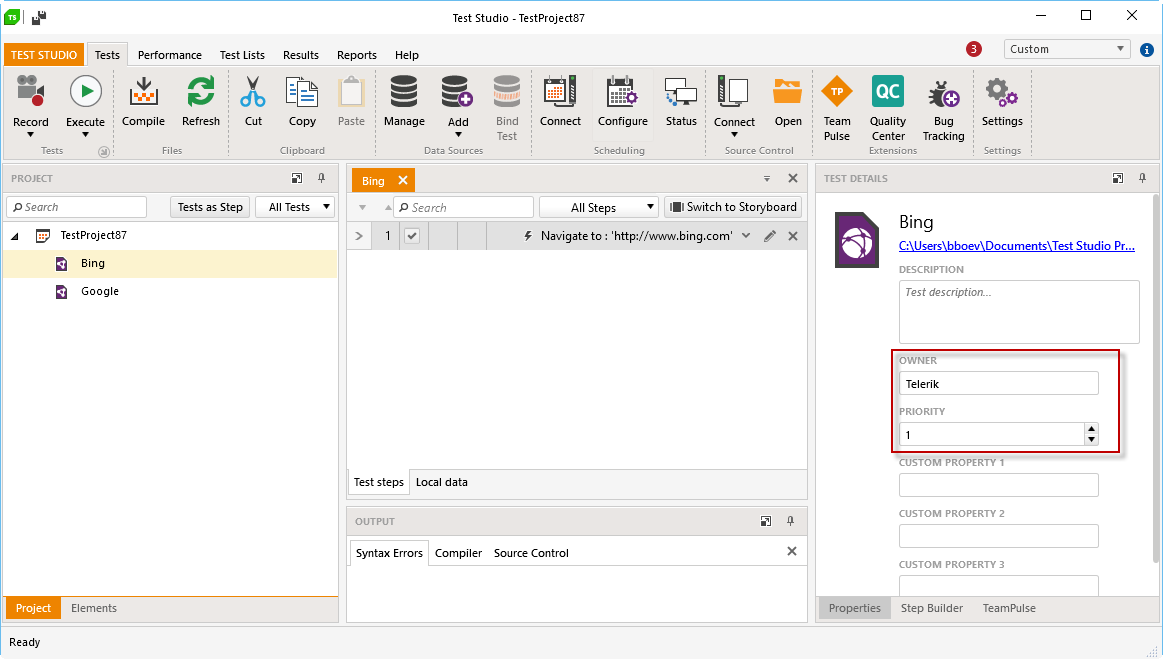 TS
Test Studio - TestProject87
TEST STUDIO Tests Performance Test Lists Results Reports Help 3 Custom i
Record Execute Compile Refresh Cut Copy Paste Manage Add Bind Test Connect Configure Status Connect Open TP Team Pulse QC Quality Center Bug Tracking Settings
Tests Files Clipboard Data Sources Scheduling Source Control Extensions Settings
PROJECT
Search Tests as Step All Tests
TestProject87
Bing
Google
Project Elements
Bing
Search All Steps Switch to Storyboard
1 Navigate to : 'http://www.bing.com'
Test steps Local data
OUTPUT
Syntax Errors Compiler Source Control
TEST DETAILS
Bing
C:\Users\bboev\Documents\Test Studio Pr...
DESCRIPTION
Test description...
OWNER
Telerik
PRIORITY
1
CUSTOM PROPERTY 1
CUSTOM PROPERTY 2
CUSTOM PROPERTY 3
Properties Step Builder TeamPulse
Ready